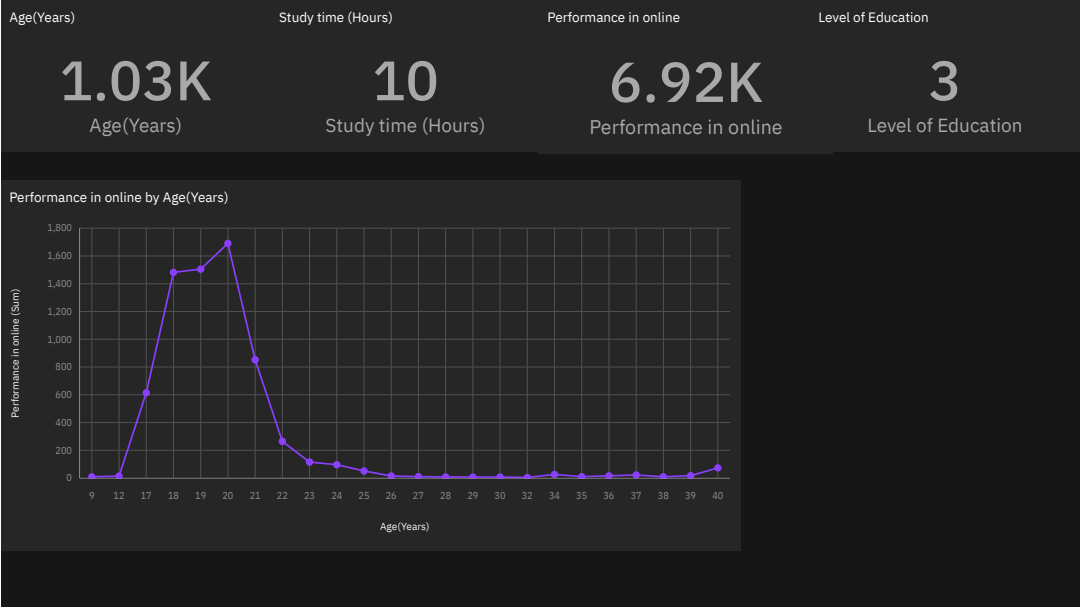 Age(Years)
Study time (Hours)
Performance in online
Level of Education
1.03K
10
6.92K
3
Age(Years)
Study time (Hours)
Performance in online
Level of Education
Performance in online by Age(Years)
Performance in online (Sum)
1,800
1,600
1,400
1,200
1,000
800
600
400
200
0
9 12 17 18 19 20 21 22 23 24 25 26 27 28 29 30 32 34 35 36 37 38 39 40
Age(Years)